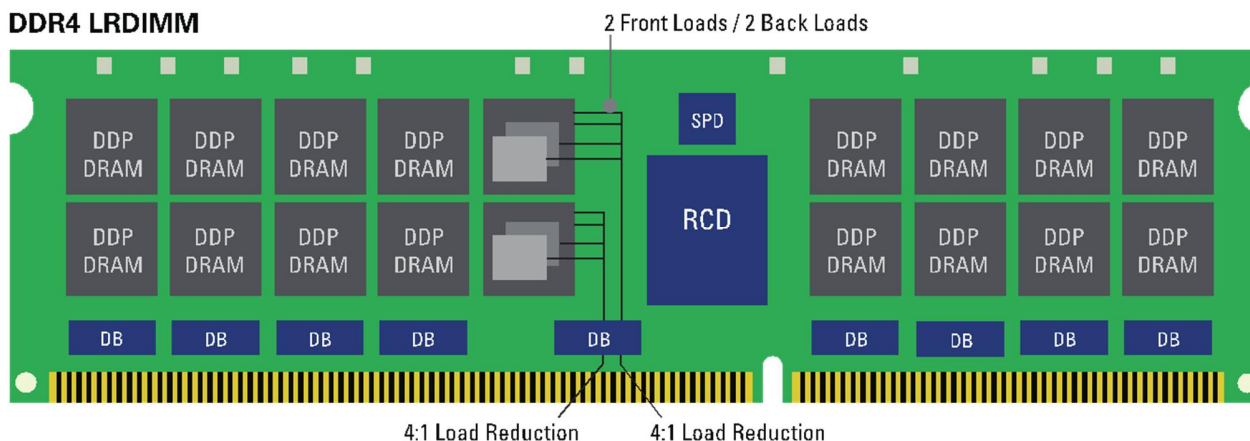 DDR4 LRDIMM
2 Front Loads / 2 Back Loads
DDP
DRAM
DDP
DRAM
DDP
DRAM
DDP
DRAM
SPD
DDP
DRAM
DDP
DRAM
DDP
DRAM
DDP
DRAM
DDP
DRAM
DDP
DRAM
DDP
DRAM
DDP
DRAM
RCD
DDP
DRAM
DDP
DRAM
DDP
DRAM
DDP
DRAM
DB
DB
DB
DB
DB
DB
DB
DB
DB
4:1 Load Reduction
4:1 Load Reduction